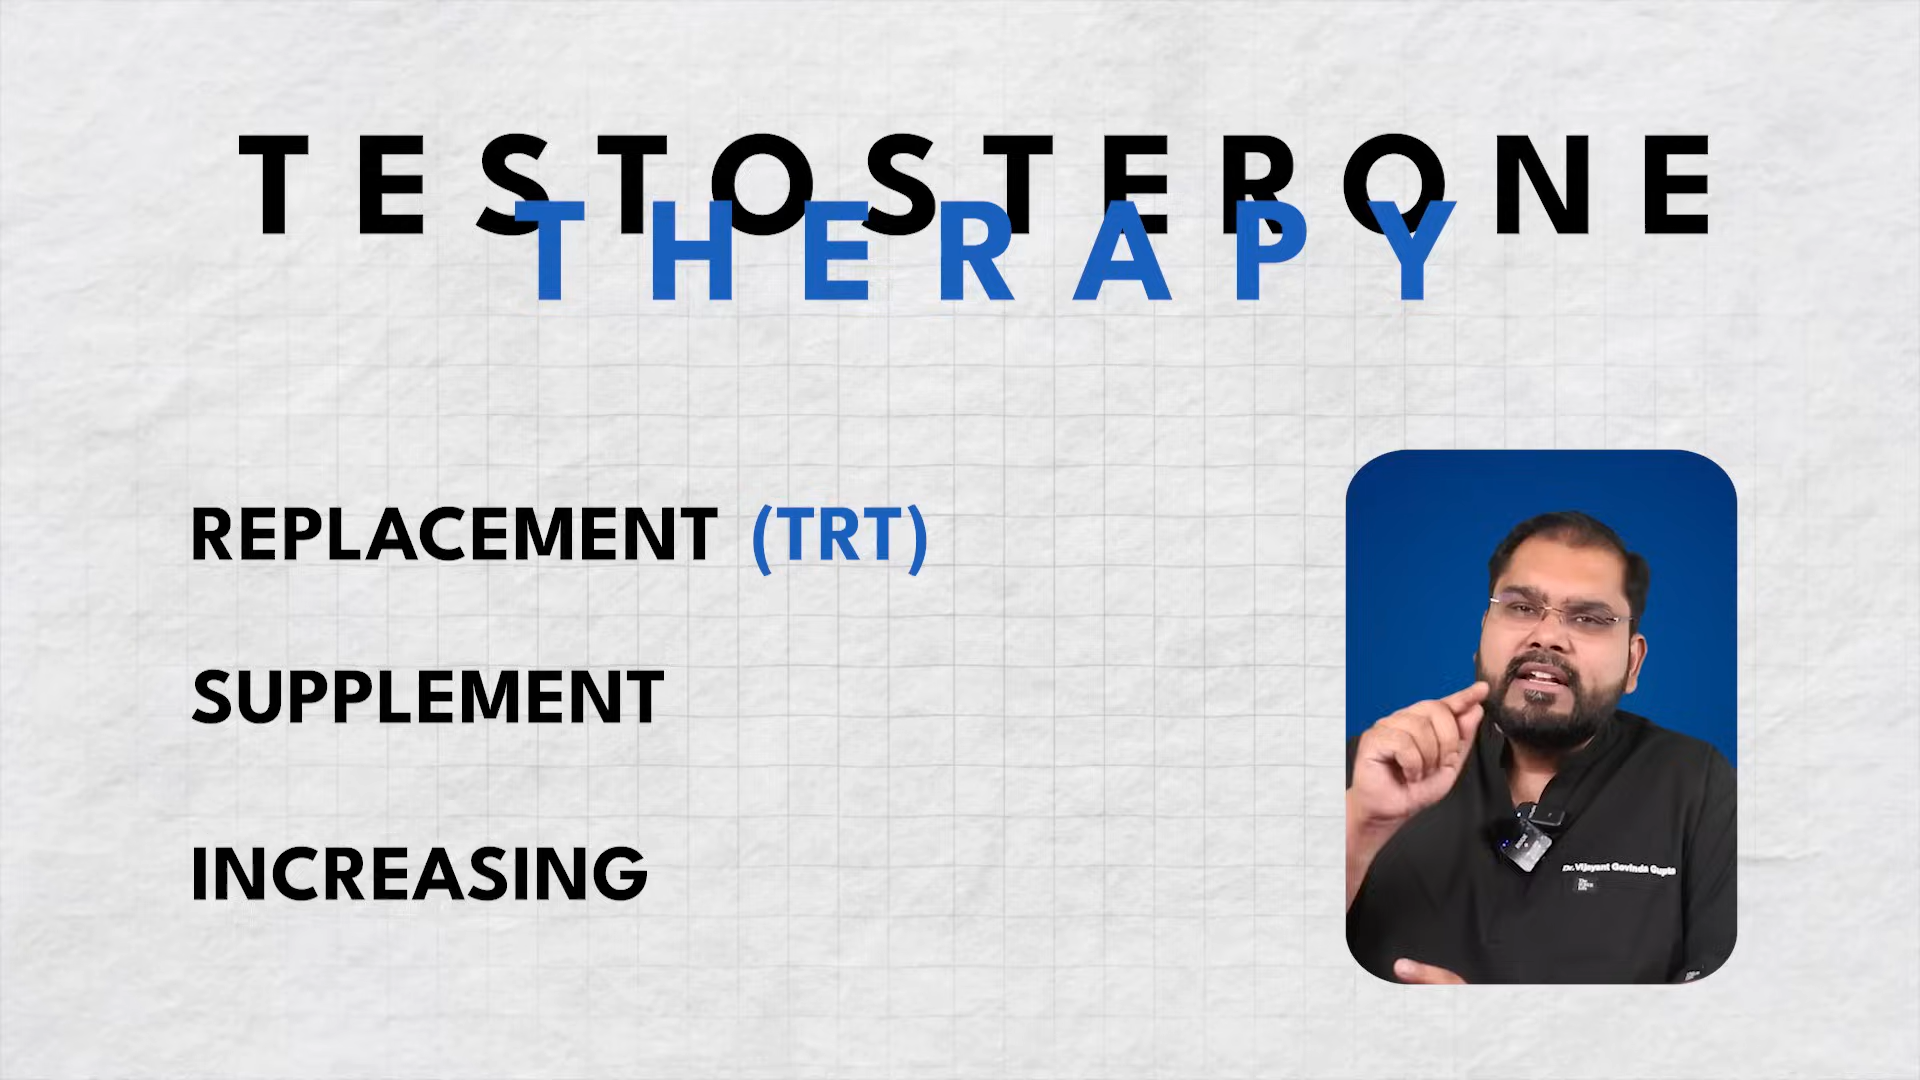 TESTOSTERONE
THERAPY
REPLACEMENT (TRT)
SUPPLEMENT
INCREASING
Dr. Vijayant Govinda Gupta